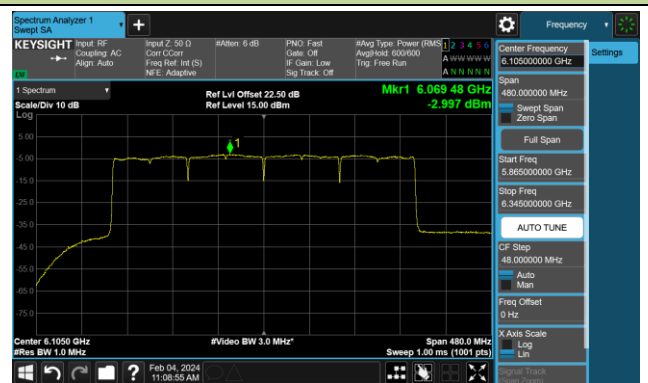 Spectrum Analyzer 1
Swept SA
Frequency
KEYSIGHT
Input: RF
Coupling: AC
Align: Auto
Input Z: 50 Ω
Corr CCorr
Freq Ref: Int (S)
NFE: Adaptive
#Atten: 6 dB
PNO: Fast
Gate: Off
IF Gain: Low
Sig Track: Off
#Avg Type: Power (RMS
Avg|Hold: 600/600
Trig: Free Run
1 2 3 4 5 6
A W W W W W
A N N N N N
Center Frequency
6.105000000 GHz
Settings
1 Spectrum
Scale/Div 10 dB
Log
Ref Lvl Offset 22.50 dB
Ref Level 15.00 dBm
Mkr1 6.069 48 GHz
-2.997 dBm
Span
480.000000 MHz
Swept Span
Zero Span
Full Span
Start Freq
5.865000000 GHz
Stop Freq
6.345000000 GHz
AUTO TUNE
CF Step
48.000000 MHz
Auto
Man
Freq Offset
0 Hz
X Axis Scale
Log
Lin
Signal Track
(Span Zoom)
5.00
-5.00
-15.0
-25.0
-35.0
-45.0
-55.0
-65.0
-75.0
1
Center 6.1050 GHz
#Res BW 1.0 MHz
#Video BW 3.0 MHz*
Span 480.0 MHz
Sweep 1.00 ms (1001 pts)
?
Feb 04, 2024
11:08:55 AM